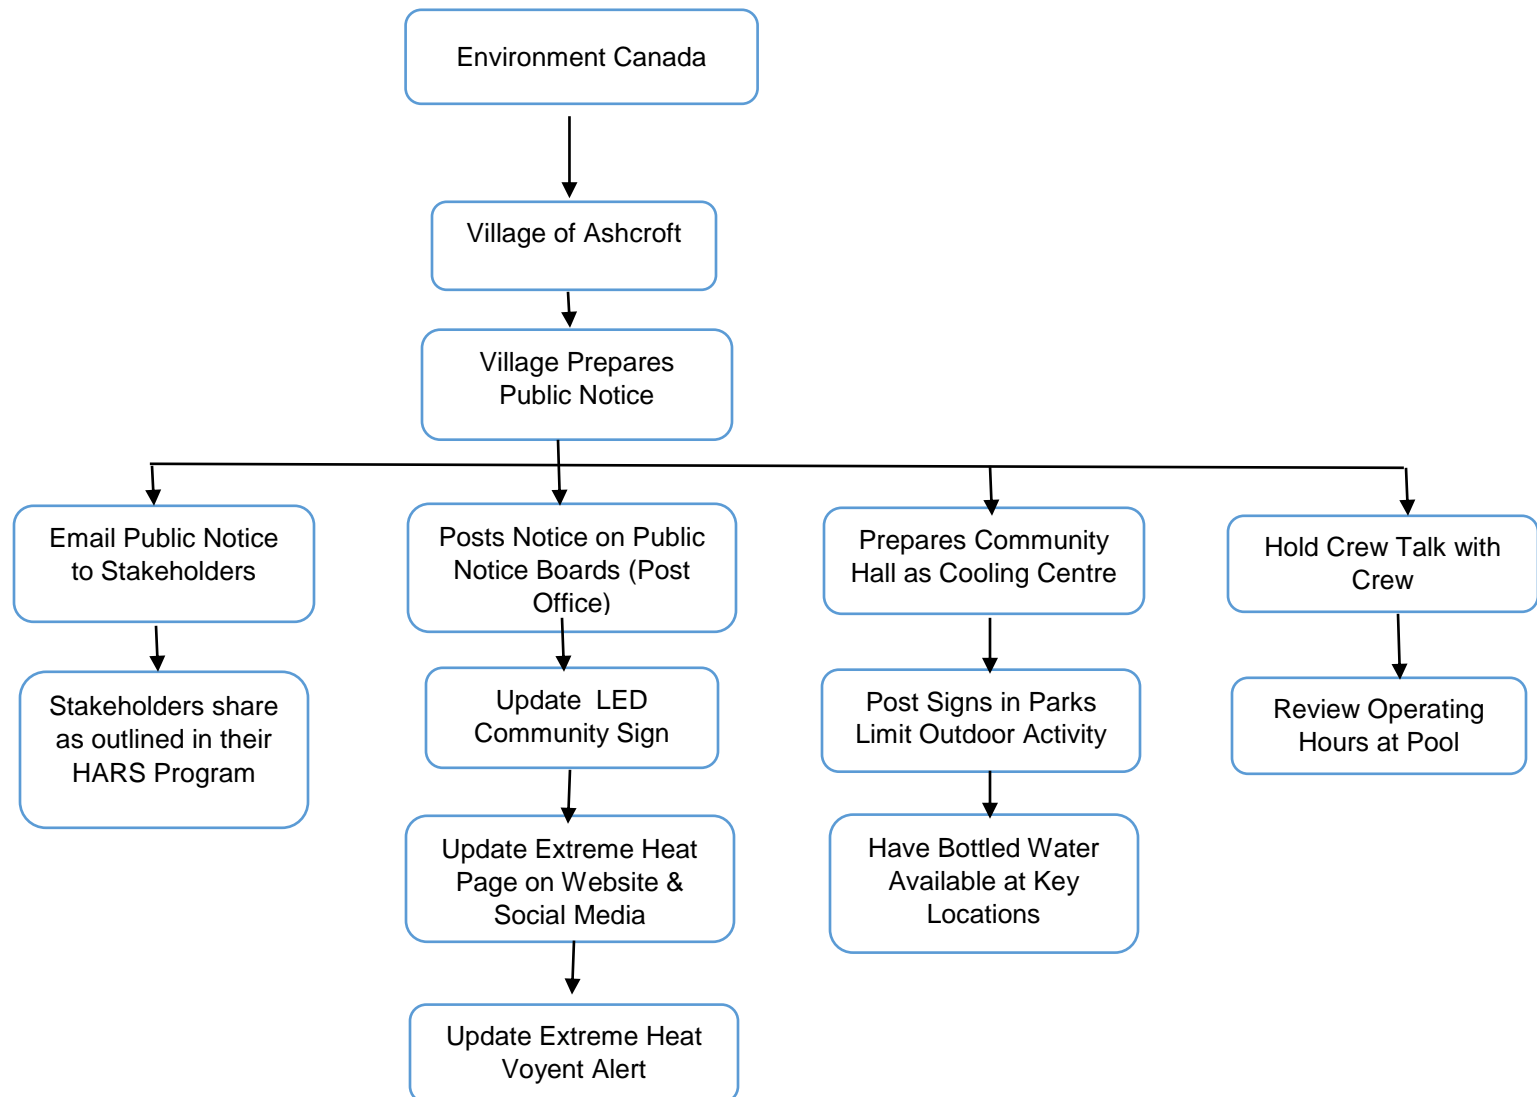 Environment Canada
Village of Ashcroft
Village Prepares
Public Notice
Email Public Notice
to Stakeholders
Posts Notice on Public
Notice Boards (Post
Office)
Prepares Community
Hall as Cooling Centre
Hold Crew Talk with
Crew
Stakeholders share
as outlined in their
HARS Program
Update  LED
Community Sign
Post Signs in Parks
Limit Outdoor Activity
Review Operating
Hours at Pool
Update Extreme Heat
Page on Website &
Social Media
Have Bottled Water
Available at Key
Locations
Update Extreme Heat
Voyent Alert